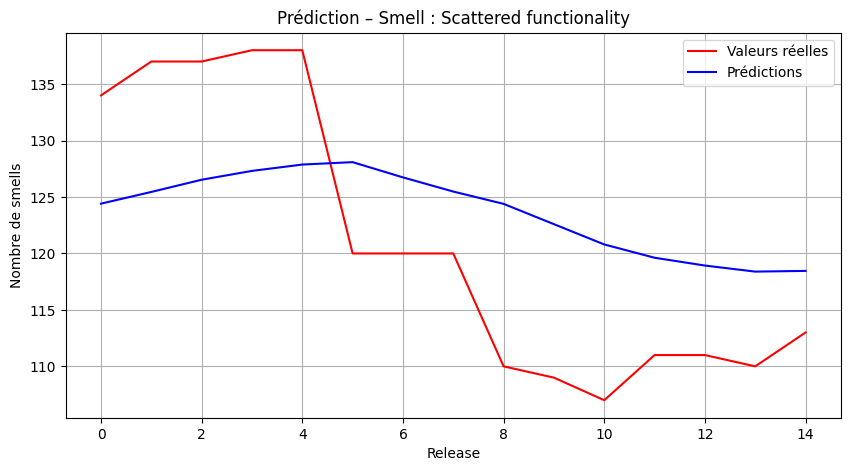 Prédiction – Smell : Scattered functionality
Valeurs réelles
Prédictions
Nombre de smells
135
130
125
120
115
110
0 2 4 6 8 10 12 14
Release